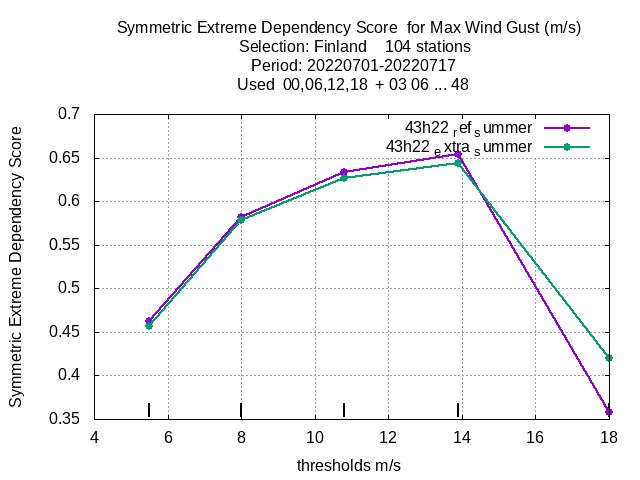 Symmetric Extreme Dependency Score for Max Wind Gust (m/s)
Selection: Finland 104 stations
Period: 20220701-20220717
Used 00,06,12,18 + 03 06 ... 48
43h22 ref summer
43h22 extra summer
Symmetric Extreme Dependency Score
0.7
0.65
0.6
0.55
0.5
0.45
0.4
0.35
4 6 8 10 12 14 16 18
thresholds m/s